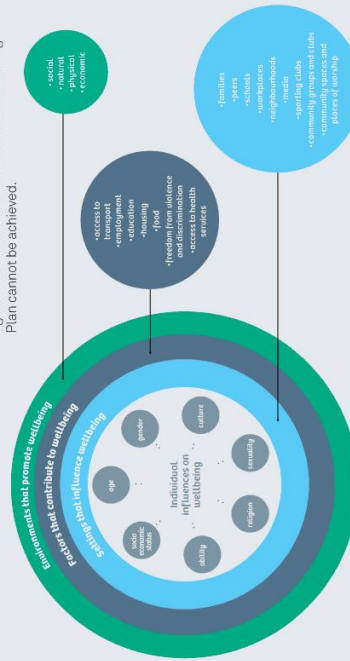 Plan cannot be achieved.
Environments that promote wellbeing
Factors that contribute to wellbeing
Settings that influence wellbeing
Individual
influences on
wellbeing
age
gender
culture
sexuality
religion
ability
socio
economic
status
• social
• natural
• physical
• economic
• access to
transport
• employment
• education
• housing
• food
• freedom from violence
and discrimination
• access to health
services
• families
• peers
• schools
• workplaces
• neighbourhoods
• media
• sporting clubs
• community groups and clubs
• community spaces and
places of worship